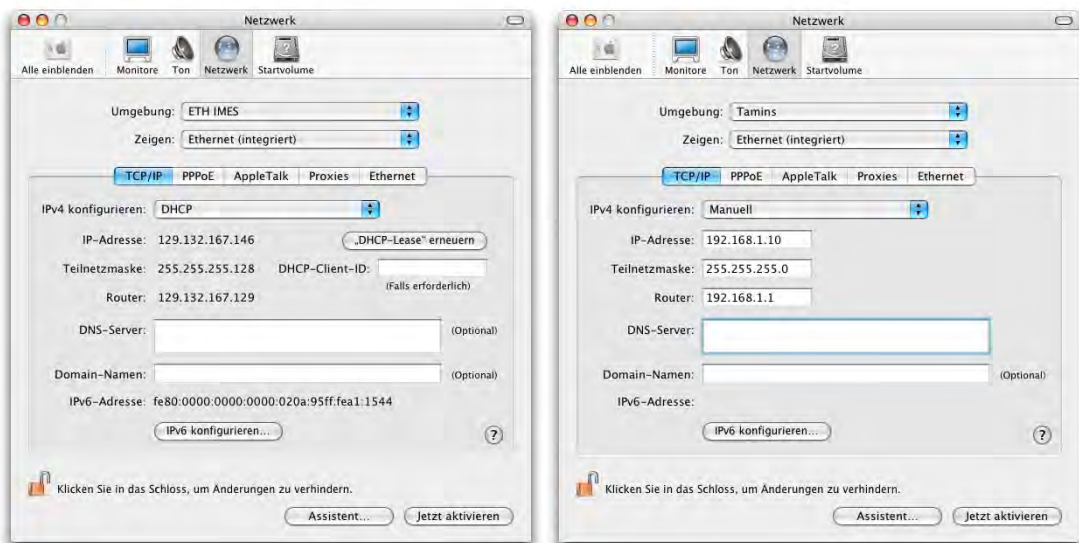 Netzwerk
Alle einblenden Monitore Ton Netzwerk Startvolume
Umgebung: ETH IMES
Zeigen: Ethernet (integriert)
TCP/IP PPPoE AppleTalk Proxies Ethernet
IPv4 konfigurieren: DHCP
IP-Adresse: 129.132.167.146 „DHCP-Lease“ erneuern
Teilnetzmaske: 255.255.255.128 DHCP-Client-ID:
(Falls erforderlich)
Router: 129.132.167.129
DNS-Server: (Optional)
Domain-Namen: (Optional)
IPv6-Adresse: fe80:0000:0000:0000:020a:95ff:fea1:1544
IPv6 konfigurieren... ?
Klicken Sie in das Schloss, um Änderungen zu verhindern.
Assistent... Jetzt aktivieren
Netzwerk
Alle einblenden Monitore Ton Netzwerk Startvolume
Umgebung: Tamins
Zeigen: Ethernet (integriert)
TCP/IP PPPoE AppleTalk Proxies Ethernet
IPv4 konfigurieren: Manuell
IP-Adresse: 192.168.1.10
Teilnetzmaske: 255.255.255.0
Router: 192.168.1.1
DNS-Server:
Domain-Namen: (Optional)
IPv6-Adresse:
IPv6 konfigurieren... ?
Klicken Sie in das Schloss, um Änderungen zu verhindern.
Assistent... Jetzt aktivieren